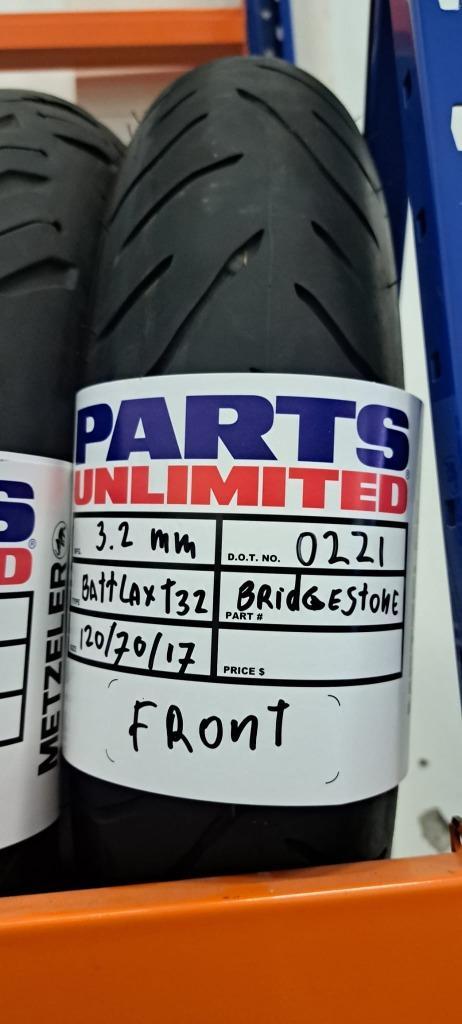 PARTS
UNLIMITED
3.2 mm
D.O.T. NO. 0221
BattLAx t32
BRidGEStonE
PART #
120/70/17
PRICE $
FRont
S
D
METZELER